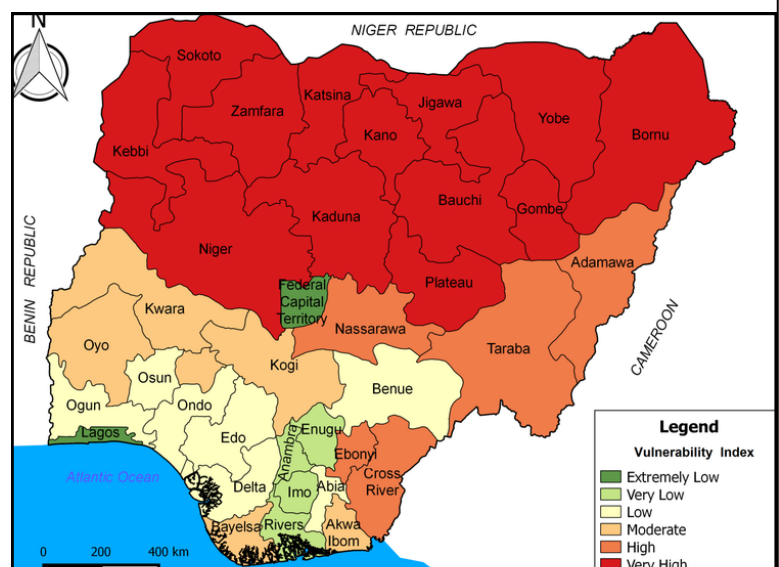 N
NIGER REPUBLIC
Sokoto
Zamfara
Katsina
Jigawa
Kano
Yobe
Bornu
Kebbi
Kaduna
Bauchi
Gombe
Niger
Plateau
Adamawa
BENIN REPUBLIC
Federal
Capital
Territory
Nassarawa
Taraba
CAMEROON
Kwara
Oyo
Kogi
Osun
Benue
Ogun
Ondo
Lagos
Edo
Enugu
Anambra
Ebonyi
Cross
River
Atlantic Ocean
Delta
Imo
Abia
Bayelsa
Rivers
Akwa
Ibom
0 200 400 km
Legend
Vulnerability Index
Extremely Low
Very Low
Low
Moderate
High
Very High